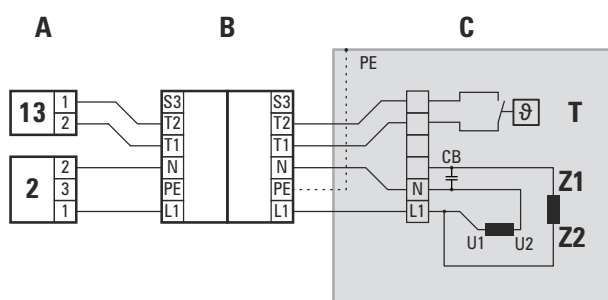 A B C
PE
13 1 S3 S3
2 T2 T2 ϑ T
T1 T1
2 2 N N CB Z1
3 PE PE N
1 L1 L1 L1 U1 U2 Z2